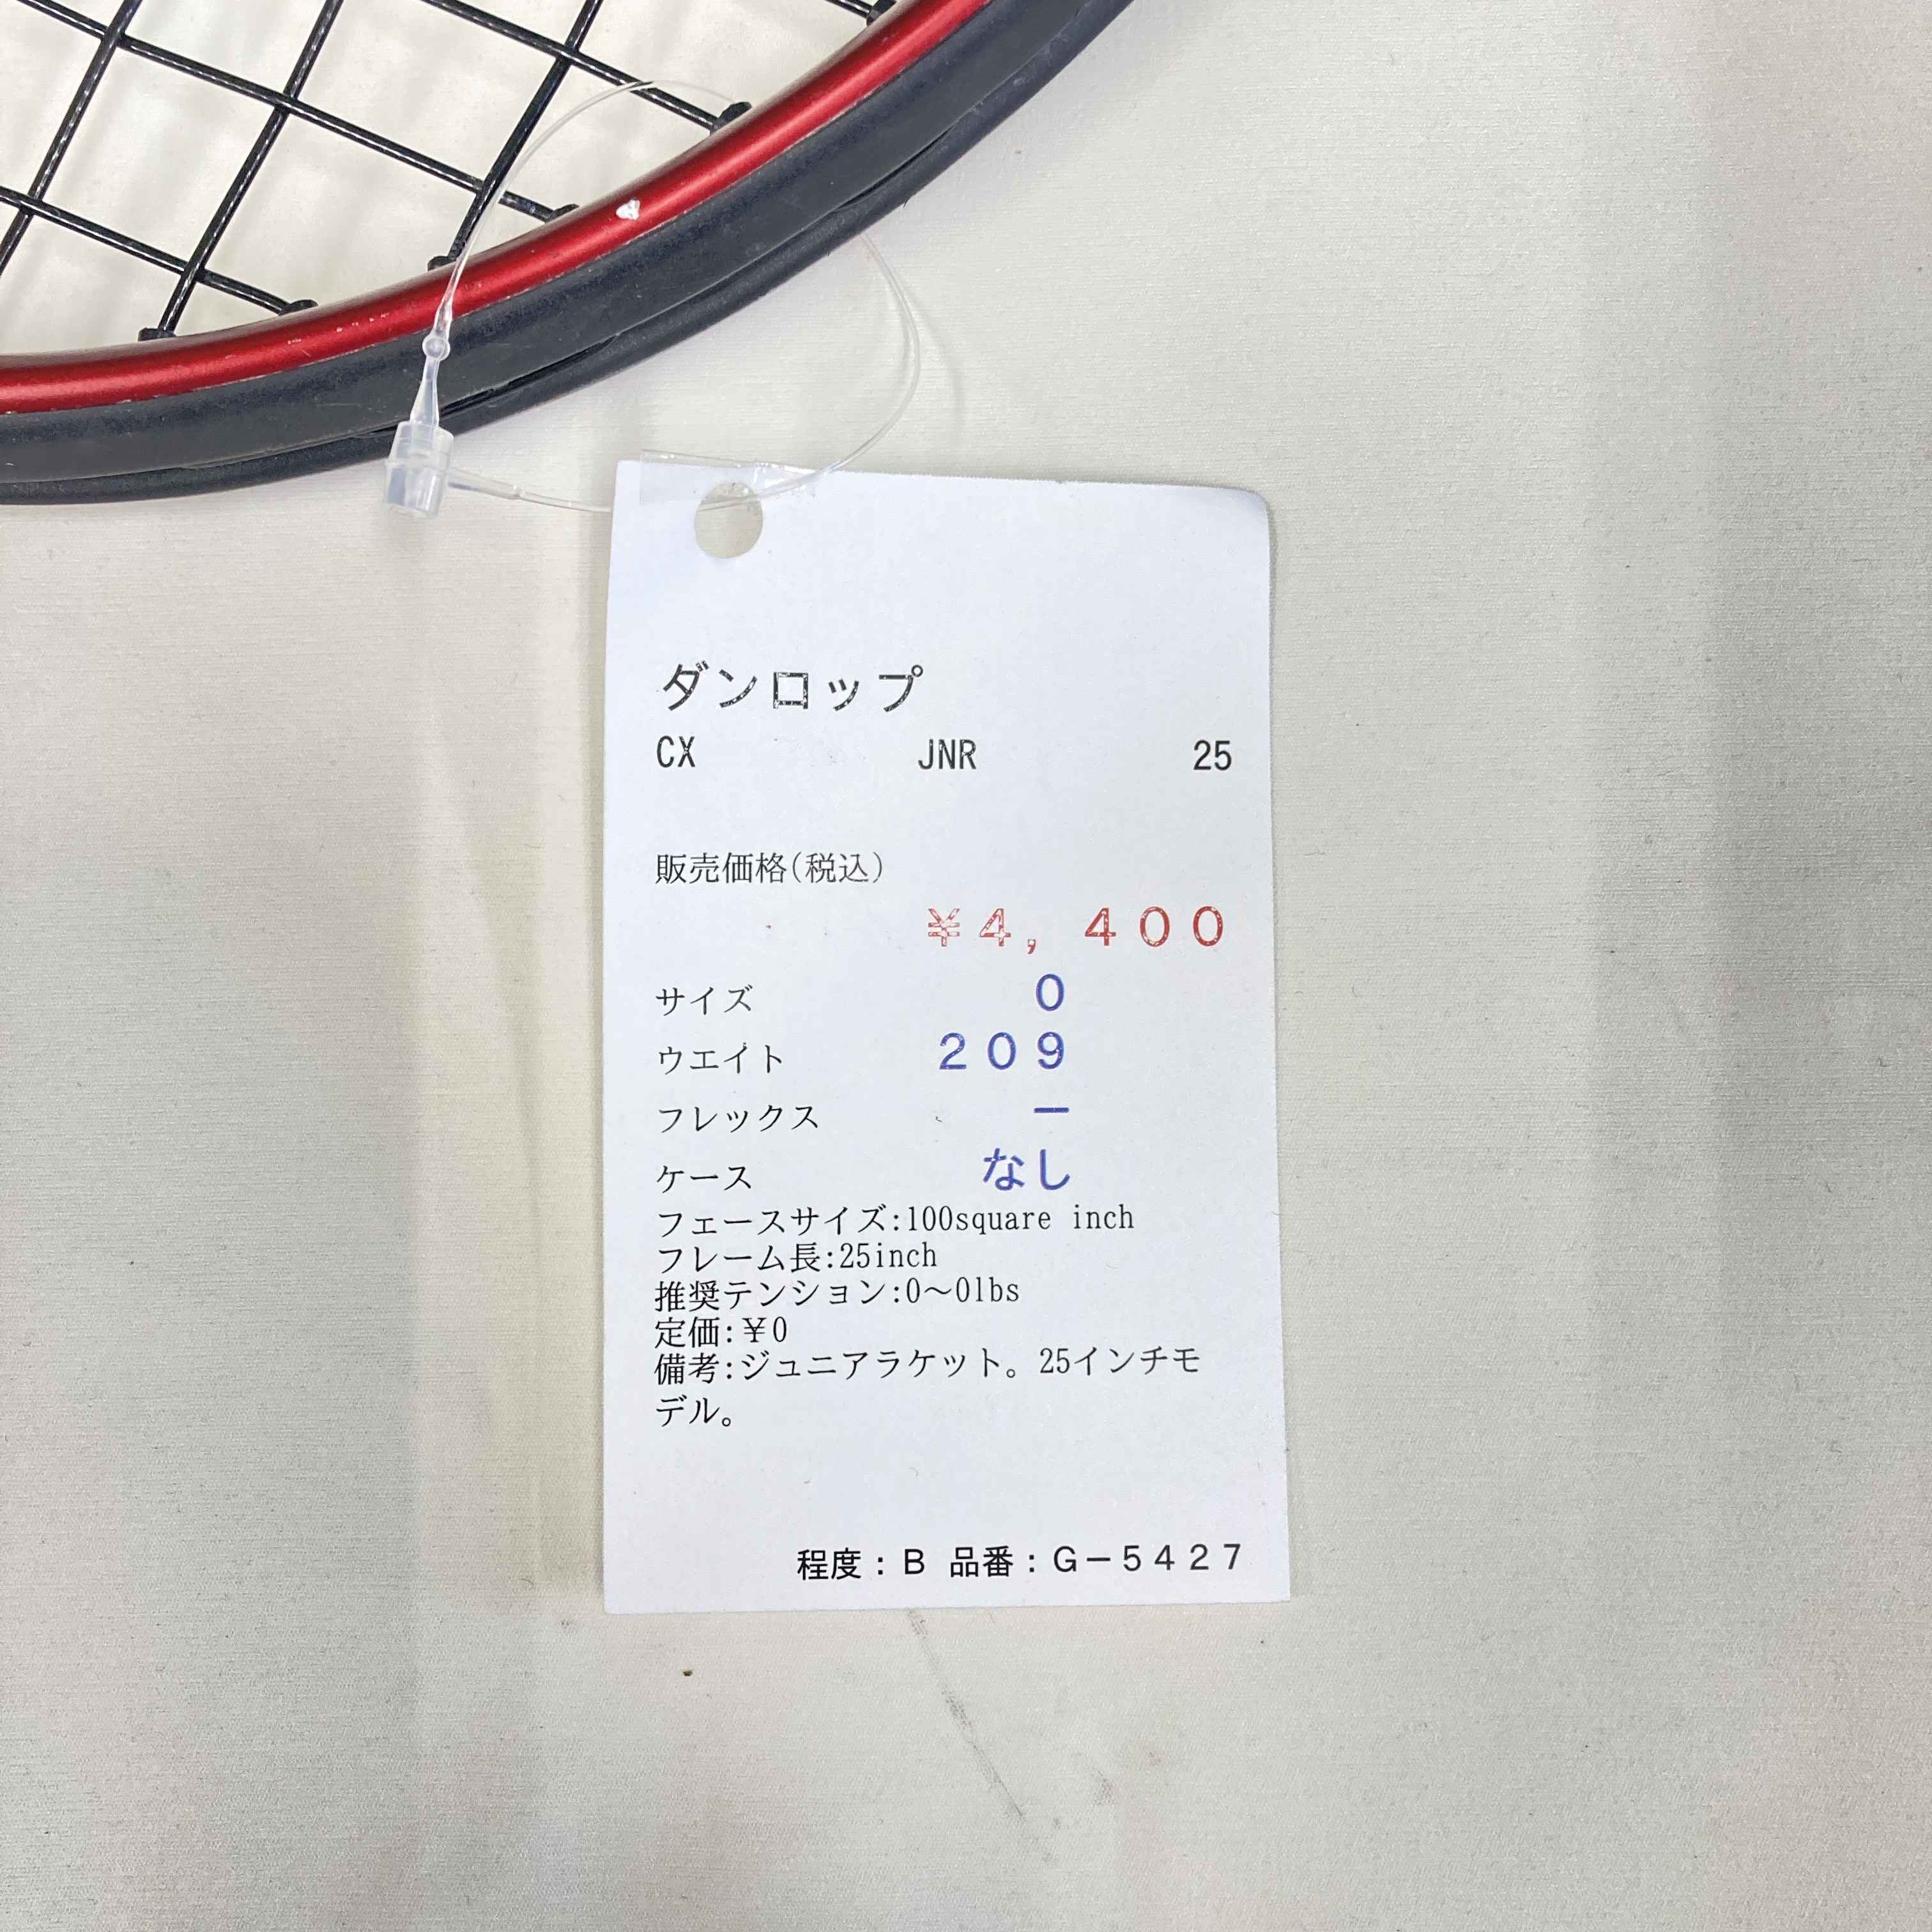 ダンロップ
CX JNR 25
販売価格(税込)
¥4,400
サイズ 0
ウエイト 209
フレックス −
ケース なし
フェースサイズ:100square inch
フレーム長:25inch
推奨テンション:0～0lbs
定価:¥0
備考:ジュニアラケット。25インチモ
デル。
程度:B 品番:G−5427